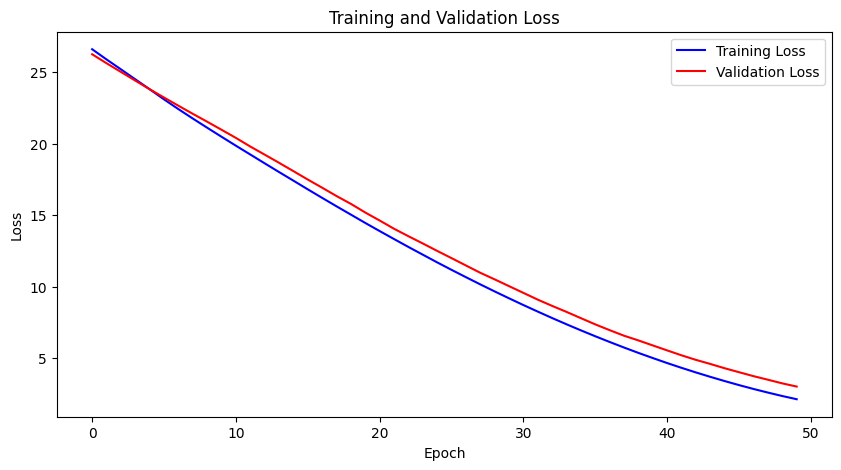 Training and Validation Loss
Training Loss
Validation Loss
Loss
25
20
15
10
5
0 10 20 30 40 50
Epoch